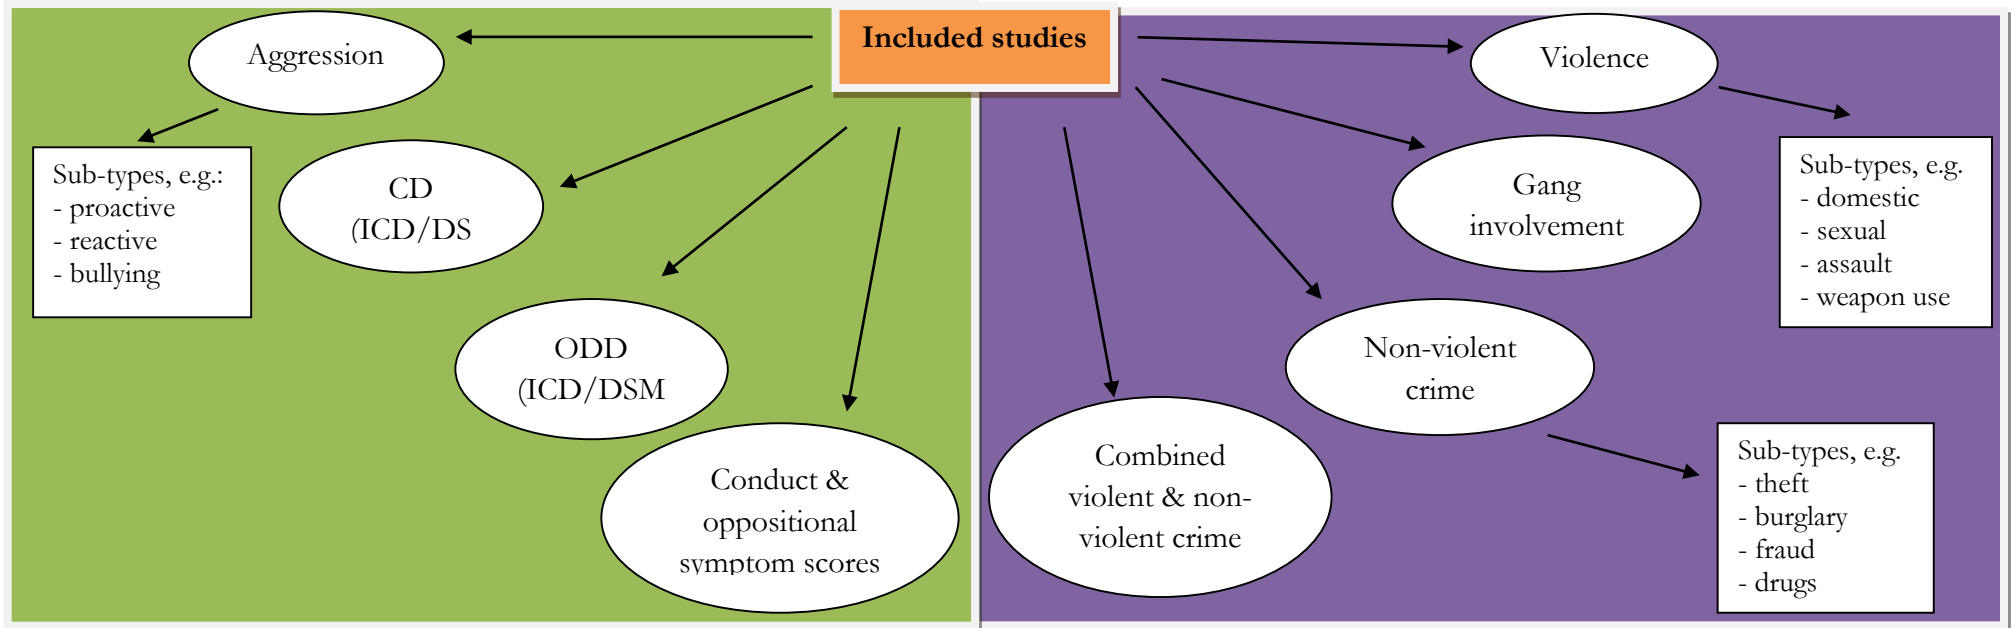 Included studies
Aggression
Sub-types, e.g.:
- proactive
- reactive
- bullying
CD
(ICD/DS
ODD
(ICD/DSM
Conduct &
oppositional
symptom scores
Violence
Sub-types, e.g.
- domestic
- sexual
- assault
- weapon use
Gang
involvement
Non-violent
crime
Sub-types, e.g.
- theft
- burglary
- fraud
- drugs
Combined
violent & non-
violent crime